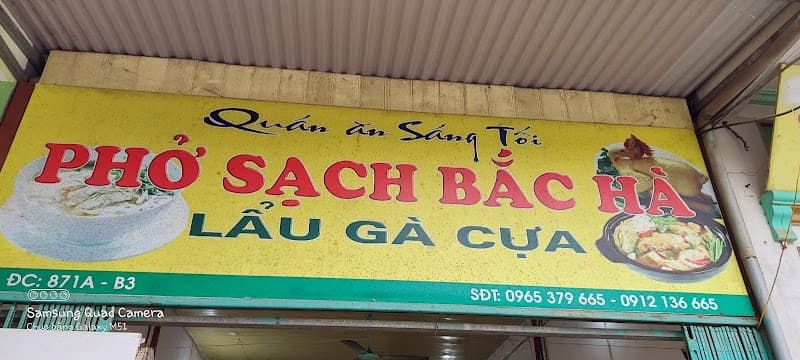 Quán ăn Sáng Tối
PHỞ SẠCH BẮC HÀ
LẨU GÀ CỰA
ĐC: 871A - B3
SĐT: 0965 379 665 - 0912 136 665
Samsung Quad Camera
Chụp bằng Galaxy M51